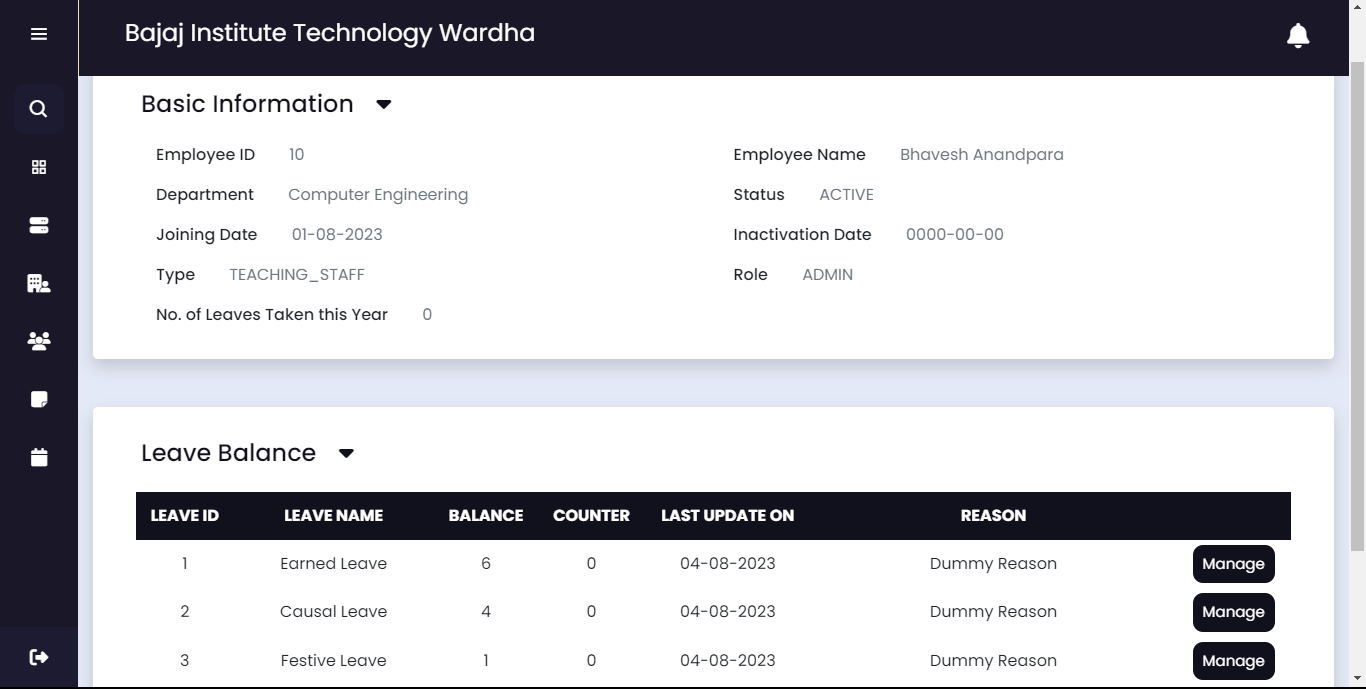 Bajaj Institute Technology Wardha
Basic Information
Employee ID 10 Employee Name Bhavesh Anandpara
Department Computer Engineering Status ACTIVE
Joining Date 01-08-2023 Inactivation Date 0000-00-00
Type TEACHING_STAFF Role ADMIN
No. of Leaves Taken this Year 0
Leave Balance
LEAVE ID LEAVE NAME BALANCE COUNTER LAST UPDATE ON REASON
1 Earned Leave 6 0 04-08-2023 Dummy Reason Manage
2 Causal Leave 4 0 04-08-2023 Dummy Reason Manage
3 Festive Leave 1 0 04-08-2023 Dummy Reason Manage